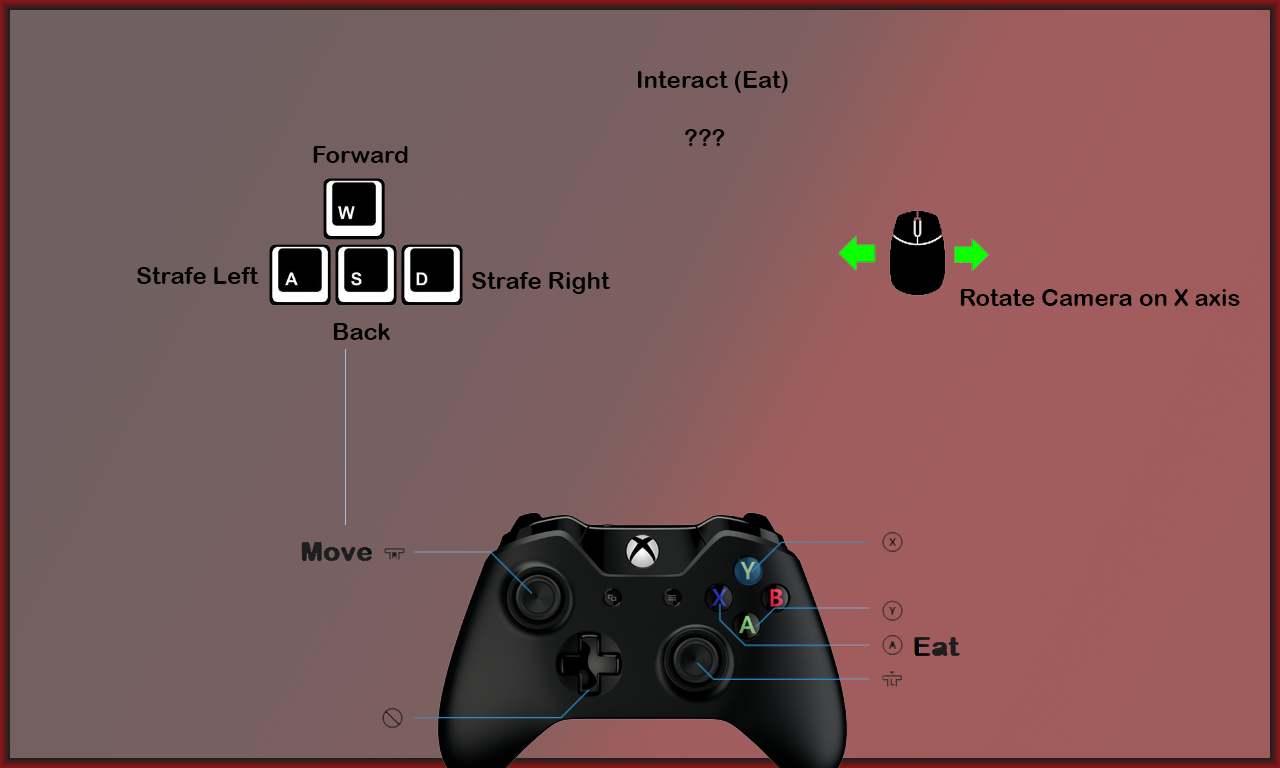 Interact (Eat)
???
Forward
W
Strafe Left
A
S
D
Strafe Right
Back
Rotate Camera on X axis
Move
X
Y
X
B
A
Y
A
Eat